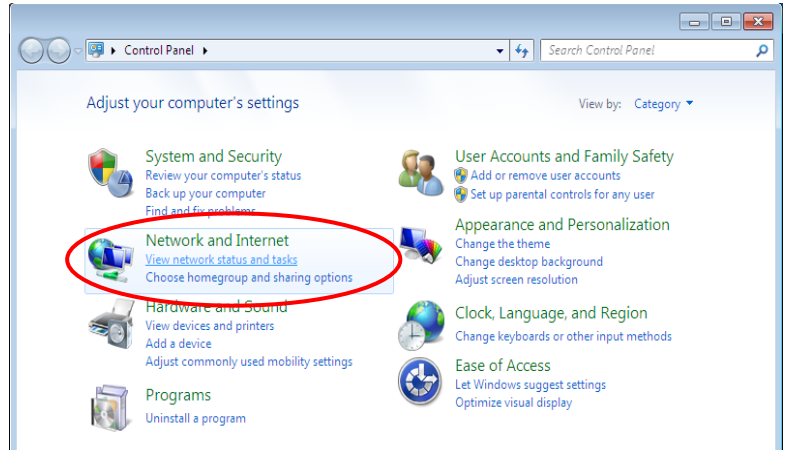 Control Panel
Search Control Panel
Adjust your computer's settings
View by: Category
System and Security
Review your computer's status
Back up your computer
Find and fix problems
Network and Internet
View network status and tasks
Choose homegroup and sharing options
Hardware and Sound
View devices and printers
Add a device
Adjust commonly used mobility settings
Programs
Uninstall a program
User Accounts and Family Safety
Add or remove user accounts
Set up parental controls for any user
Appearance and Personalization
Change the theme
Change desktop background
Adjust screen resolution
Clock, Language, and Region
Change keyboards or other input methods
Ease of Access
Let Windows suggest settings
Optimize visual display